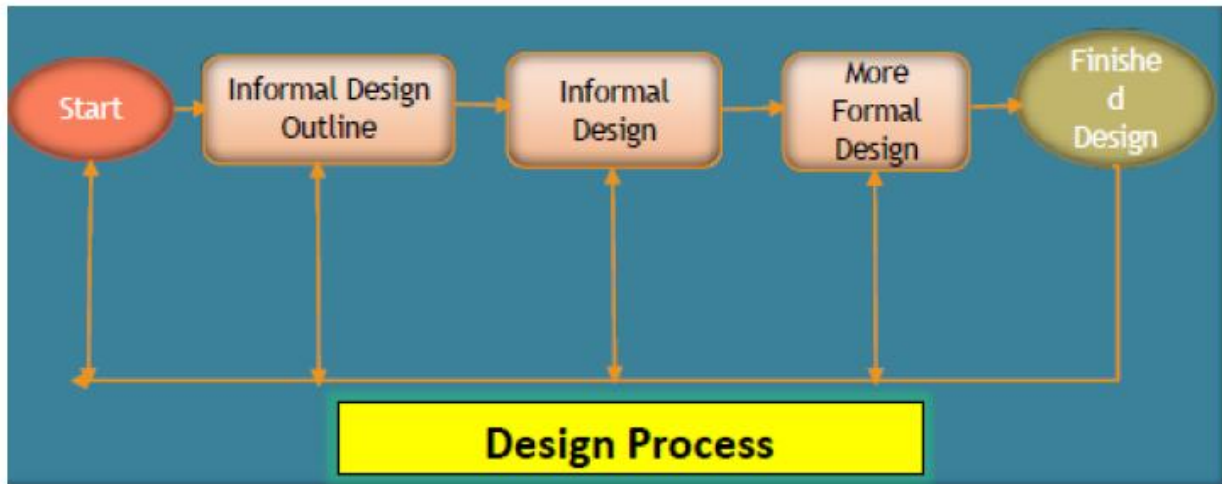 Start
Informal Design
Outline
Informal
Design
More
Formal
Design
Finishe
d
Design
Design Process